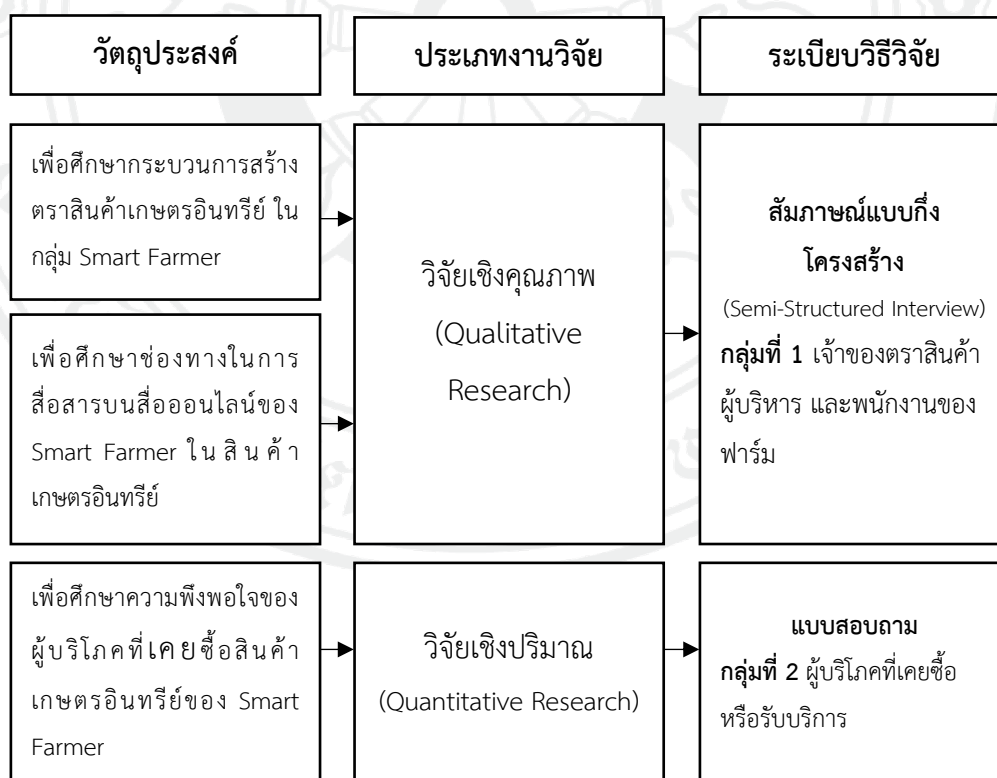 วัตถุประสงค์
ประเภทงานวิจัย
ระเบียบวิธีวิจัย
เพื่อศึกษากระบวนการสร้าง
ตราสินค้าเกษตรอินทรีย์ ใน
กลุ่ม Smart Farmer
เพื่อศึกษาช่องทางในการ
สื่อสารบนสื่อออนไลน์ของ
Smart Farmer ในสินค้า
เกษตรอินทรีย์
วิจัยเชิงคุณภาพ
(Qualitative
Research)
สัมภาษณ์แบบกึ่ง
โครงสร้าง
(Semi-Structured Interview)
กลุ่มที่ 1 เจ้าของตราสินค้า
ผู้บริหาร และพนักงานของ
ฟาร์ม
เพื่อศึกษาความพึงพอใจของ
ผู้บริโภคที่เคยซื้อสินค้า
เกษตรอินทรีย์ของ Smart
Farmer
วิจัยเชิงปริมาณ
(Quantitative Research)
แบบสอบถาม
กลุ่มที่ 2 ผู้บริโภคที่เคยซื้อ
หรือรับบริการ